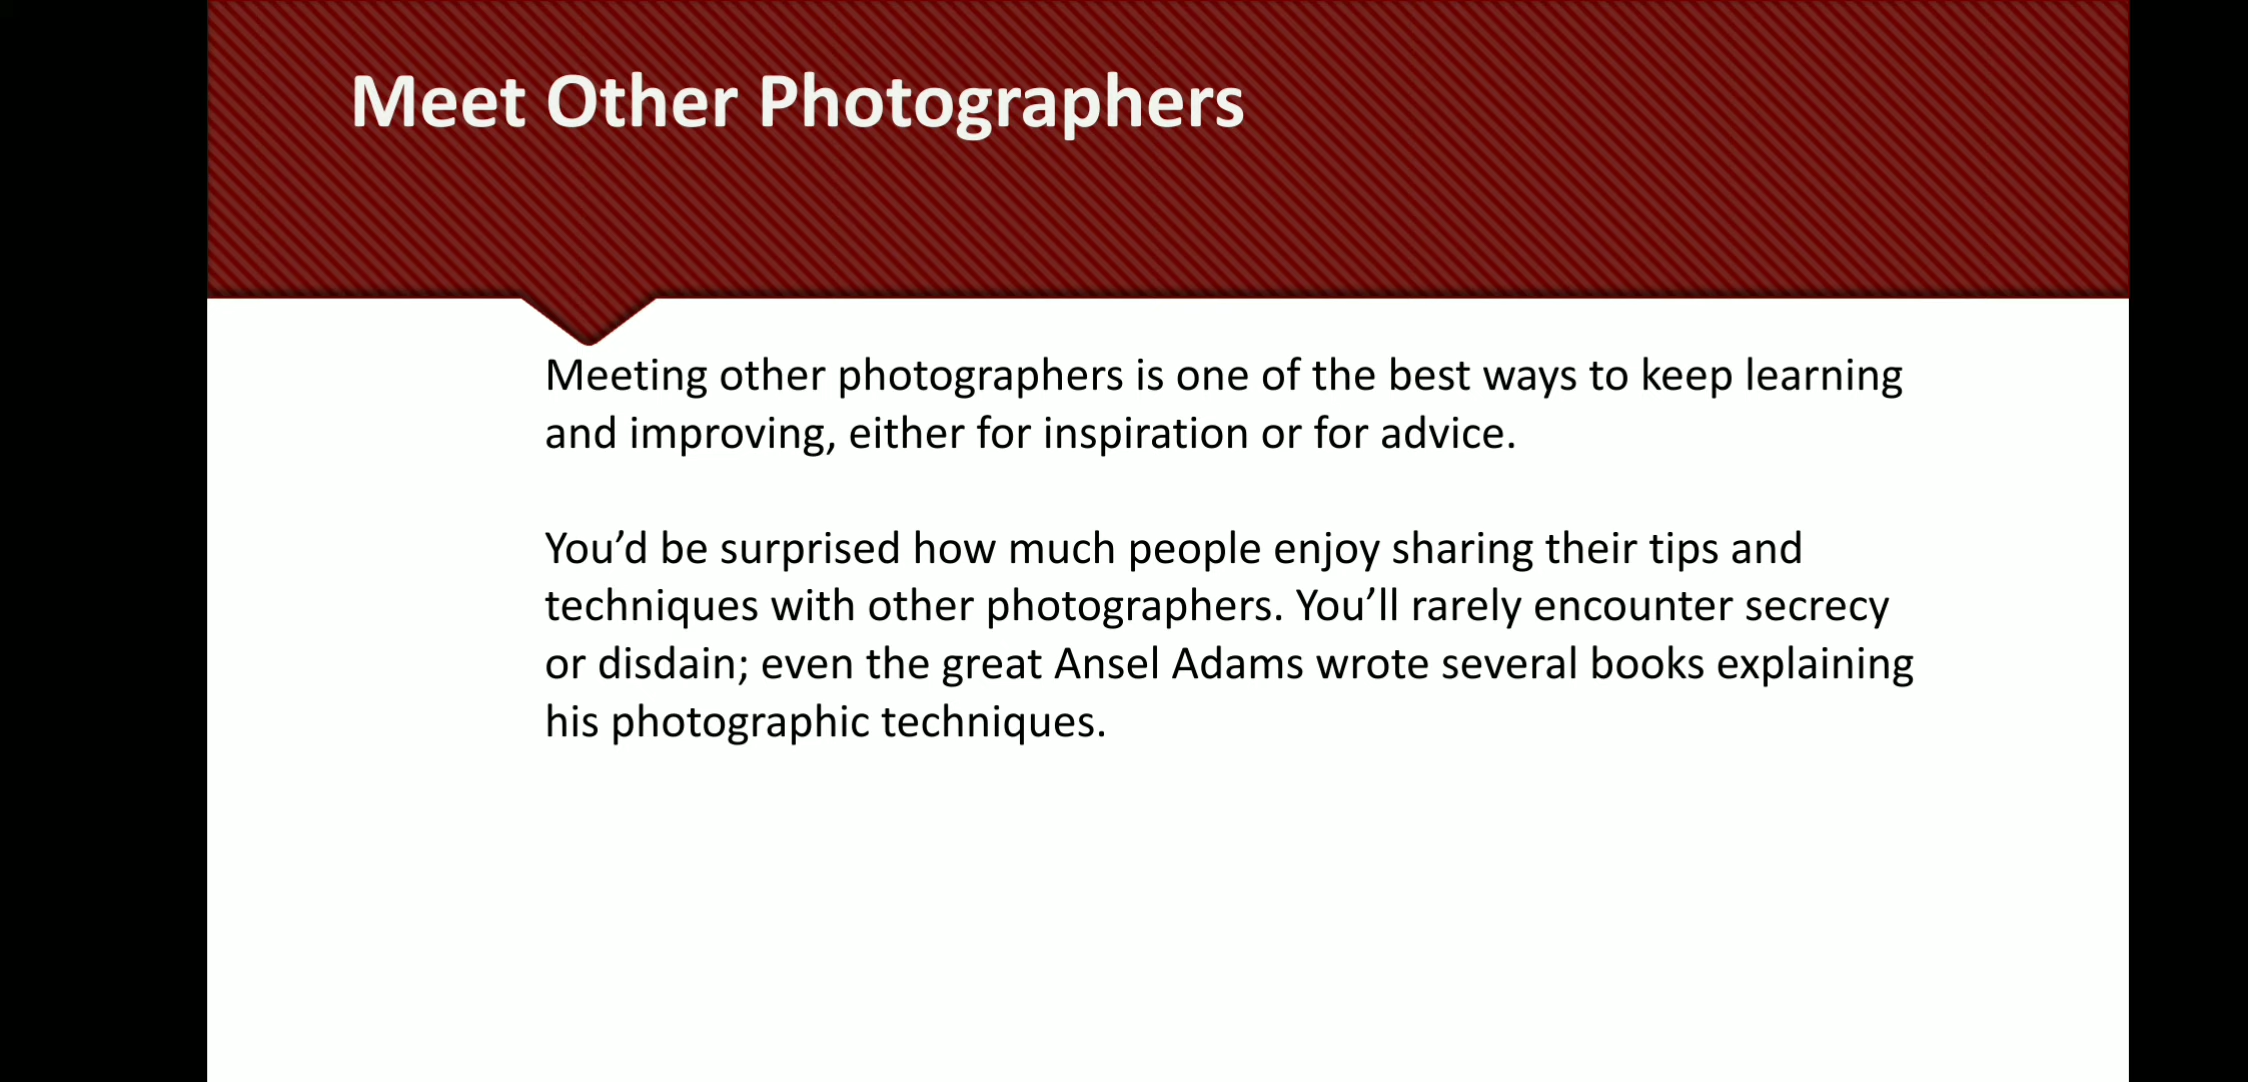 Meet Other Photographers
Meeting other photographers is one of the best ways to keep learning
and improving, either for inspiration or for advice.
You’d be surprised how much people enjoy sharing their tips and
techniques with other photographers. You’ll rarely encounter secrecy
or disdain; even the great Ansel Adams wrote several books explaining
his photographic techniques.